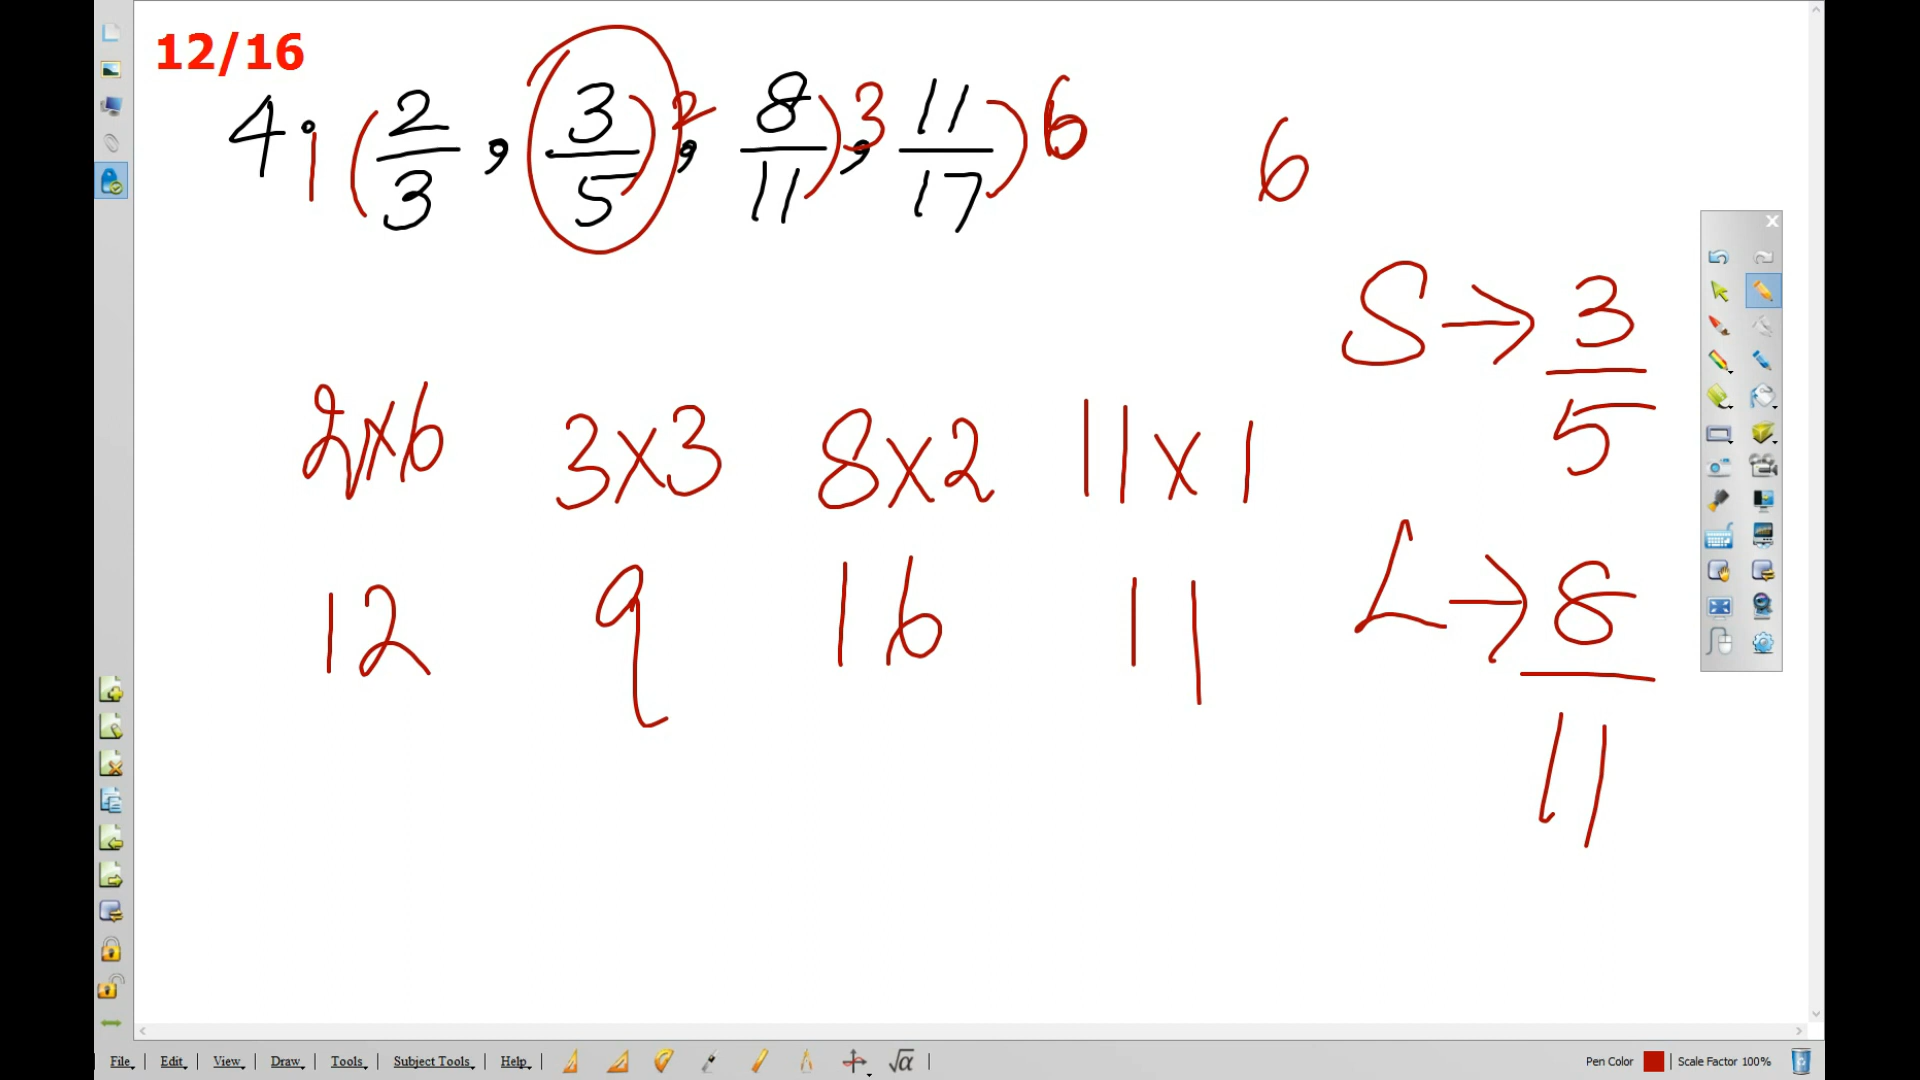 12/16
4i ( 2/3 , 3/5 )2 , 8/11 )3 , 11/17 )6
6
S → 3/5
2x6 3x3 8x2 11x1
12 9 16 11
L → 8/11
File Edit View Draw Tools Subject Tools Help √α Pen Color Scale Factor 100%